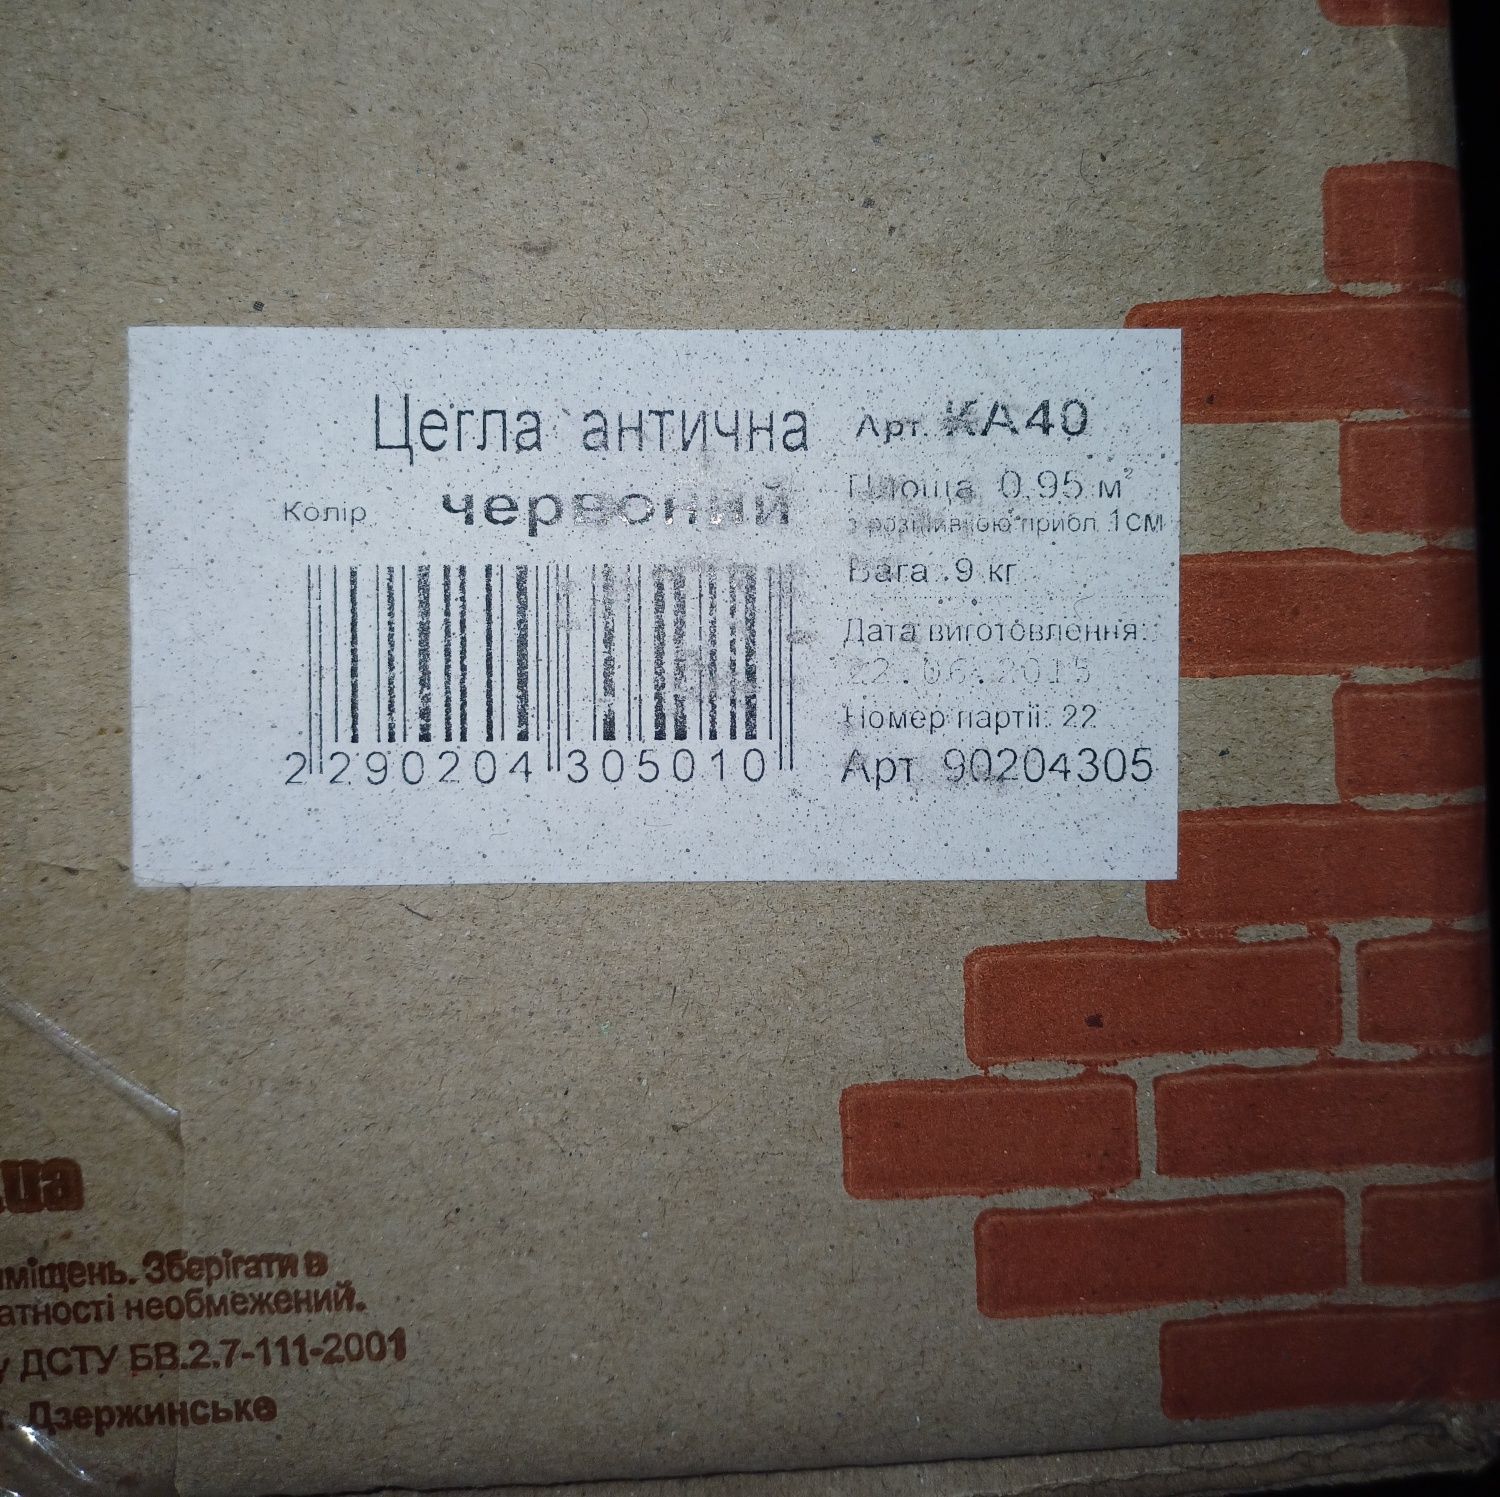 Цегла антична
Арт. КА40
Колір червоний
Площа 0,95 м²
з розшивкою прибл 1см
Вага 9 кг
Дата виготовлення:
22.06.2015
Номер партії: 22
2 290204 305010
Арт 90204305
.ua
Зберігати в
необмежений.
у ДСТУ БВ.2.7-111-2001
Дзержинське